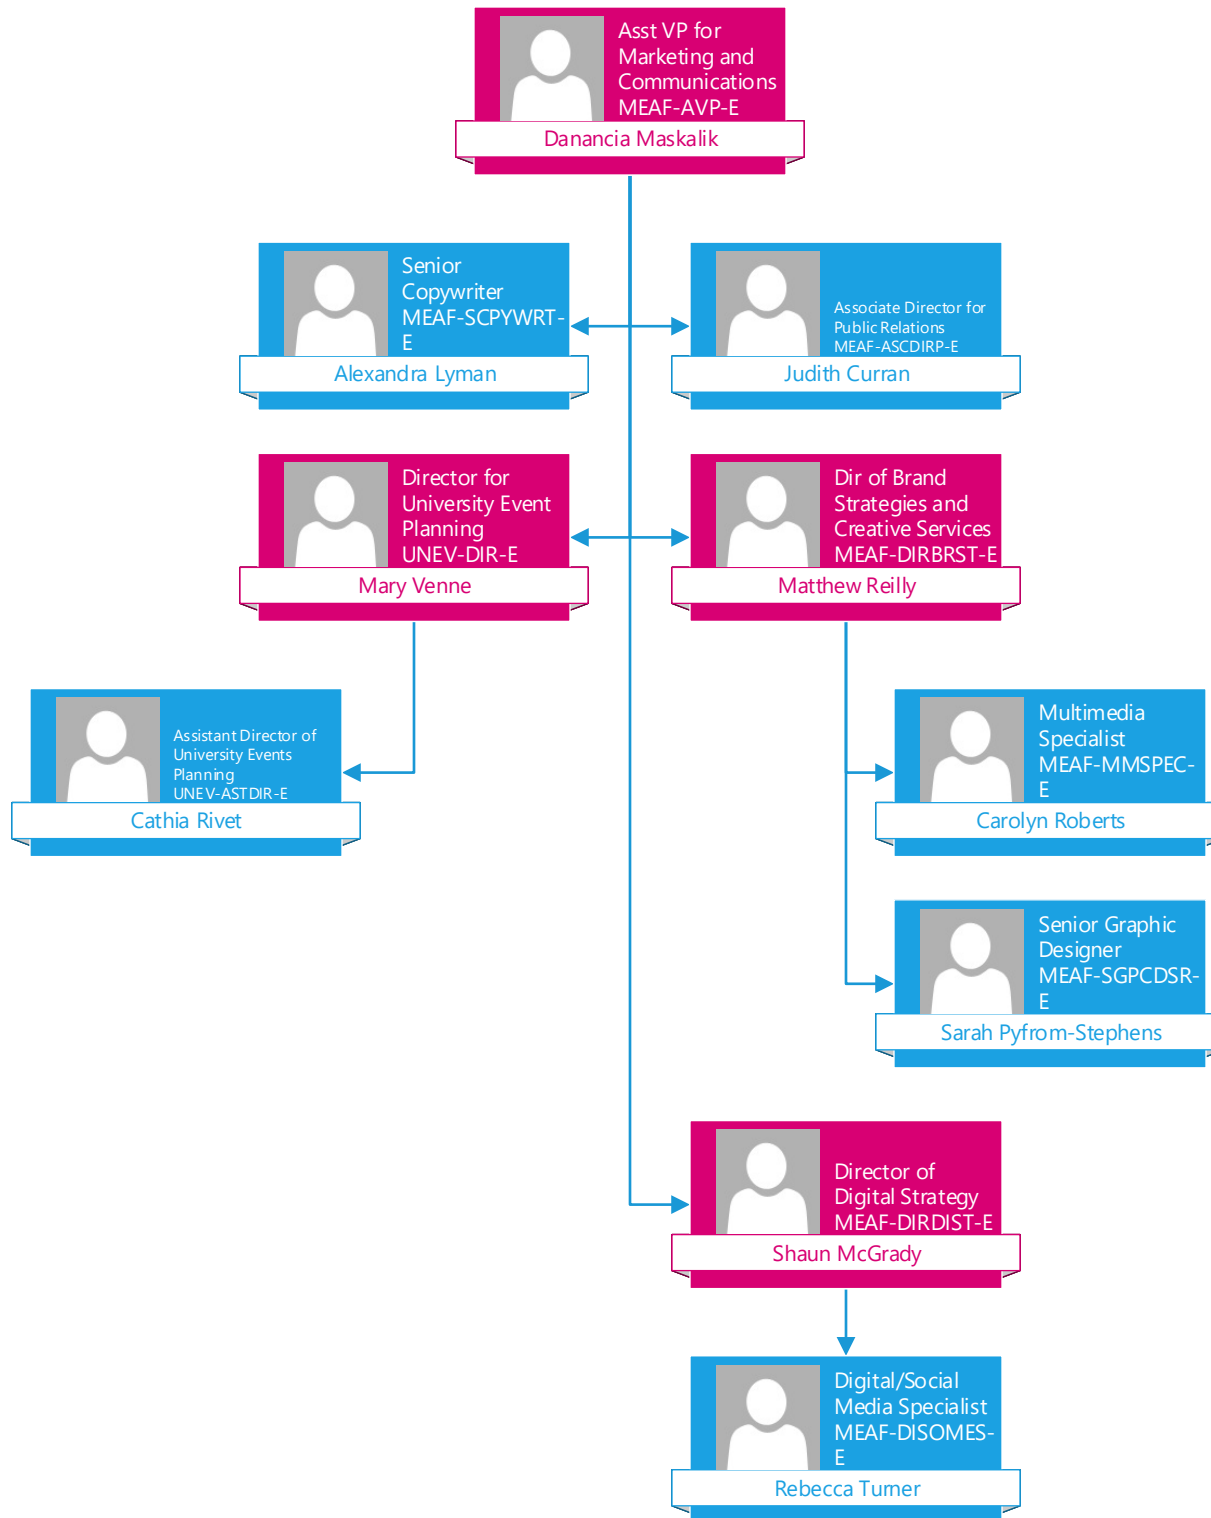 Asst VP for
Marketing and
Communications
MEAF-AVP-E
Danancia Maskalik
Senior
Copywriter
MEAF-SCPYWRT-
E
Alexandra Lyman
Associate Director for
Public Relations
MEAF-ASCDIRP-E
Judith Curran
Director for
University Event
Planning
UNEV-DIR-E
Mary Venne
Dir of Brand
Strategies and
Creative Services
MEAF-DIRBRST-E
Matthew Reilly
Assistant Director of
University Events
Planning
UNEV-ASTDIR-E
Cathia Rivet
Multimedia
Specialist
MEAF-MMSPEC-
E
Carolyn Roberts
Senior Graphic
Designer
MEAF-SGPCDSR-
E
Sarah Pyfrom-Stephens
Director of
Digital Strategy
MEAF-DIRDIST-E
Shaun McGrady
Digital/Social
Media Specialist
MEAF-DISOMES-
E
Rebecca Turner